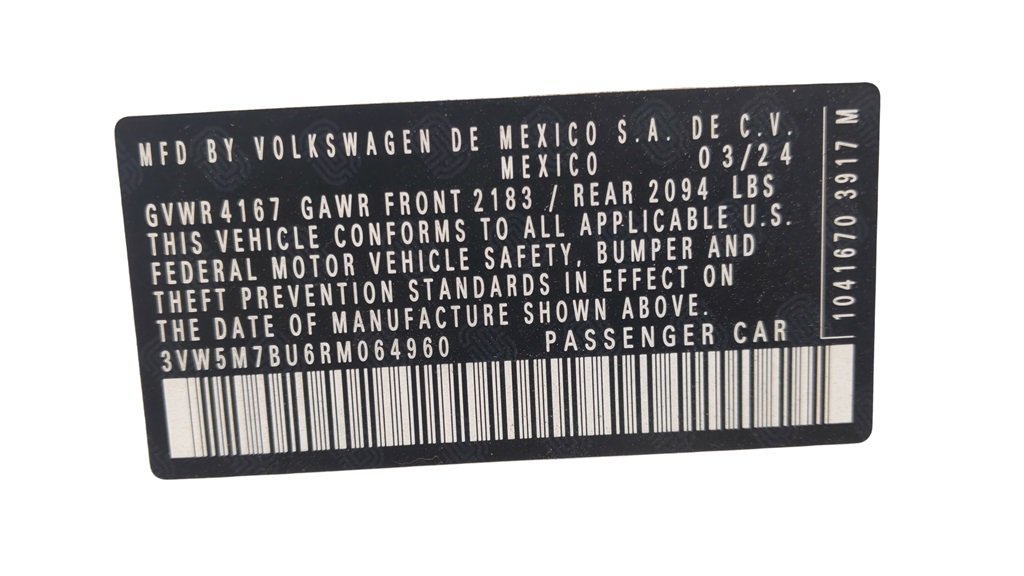 MFD BY VOLKSWAGEN DE MEXICO S.A. DE C.V.
MEXICO 03/24
GVWR 4167 GAWR FRONT 2183 / REAR 2094 LBS
THIS VEHICLE CONFORMS TO ALL APPLICABLE U.S.
FEDERAL MOTOR VEHICLE SAFETY, BUMPER AND
THEFT PREVENTION STANDARDS IN EFFECT ON
THE DATE OF MANUFACTURE SHOWN ABOVE.
3VW5M7BU6RM064960 PASSENGER CAR
1041670 3917 M